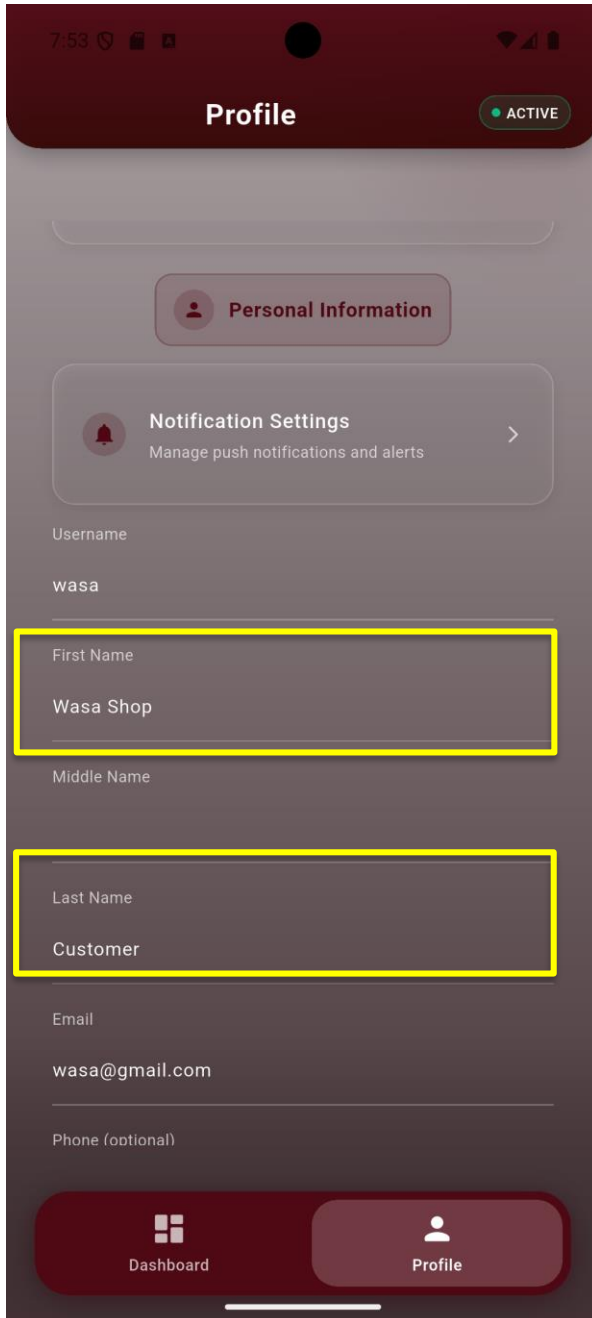 7:53
Profile
ACTIVE
Personal Information
Notification Settings
Manage push notifications and alerts
Username
wasa
First Name
Wasa Shop
Middle Name
Last Name
Customer
Email
wasa@gmail.com
Phone (optional)
Dashboard
Profile